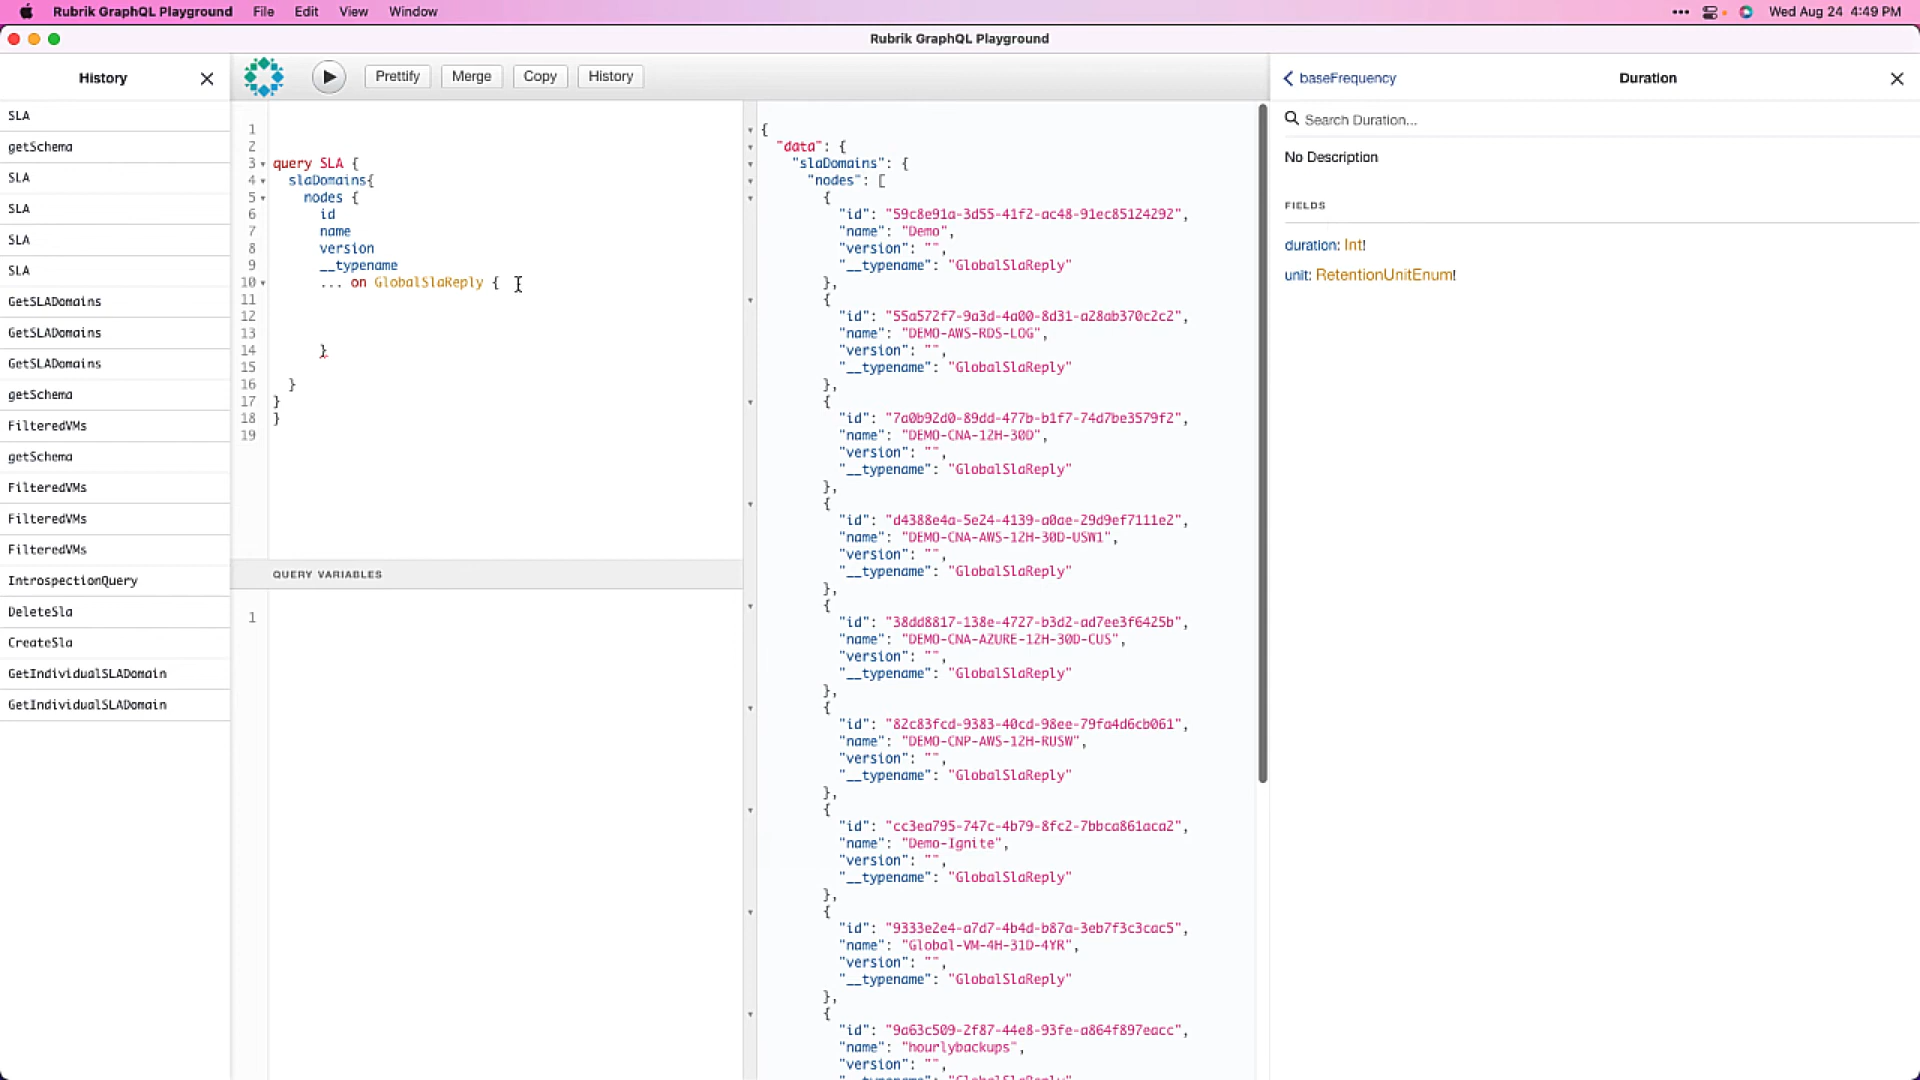 Rubrik GraphQL Playground File Edit View Window
Wed Aug 24 4:49 PM
Rubrik GraphQL Playground
History
SLA
getSchema
SLA
SLA
SLA
SLA
GetSLADomains
GetSLADomains
GetSLADomains
getSchema
FilteredVMs
getSchema
FilteredVMs
FilteredVMs
FilteredVMs
IntrospectionQuery
DeleteSla
CreateSla
GetIndividualSLADomain
GetIndividualSLADomain
Prettify Merge Copy History
1
2
3 query SLA {
4 slaDomains{
5 nodes {
6 id
7 name
8 version
9 __typename
10 ... on GlobalSlaReply {
11
12
13
14 }
15
16 }
17 }
18 }
19
QUERY VARIABLES
1
{
"data": {
"slaDomains": {
"nodes": [
{
"id": "59c8e91a-3d55-41f2-ac48-91ec85124292",
"name": "Demo",
"version": "",
"__typename": "GlobalSlaReply"
},
{
"id": "55a572f7-9a3d-4a00-8d31-a28ab370c2c2",
"name": "DEMO-AWS-RDS-LOG",
"version": "",
"__typename": "GlobalSlaReply"
},
{
"id": "7a0b92d0-89dd-477b-b1f7-74d7be3579f2",
"name": "DEMO-CNA-12H-30D",
"version": "",
"__typename": "GlobalSlaReply"
},
{
"id": "d4388e4a-5e24-4139-a0ae-29d9ef7111e2",
"name": "DEMO-CNA-AWS-12H-30D-USW1",
"version": "",
"__typename": "GlobalSlaReply"
},
{
"id": "38dd8817-138e-4727-b3d2-ad7ee3f6425b",
"name": "DEMO-CNA-AZURE-12H-30D-CUS",
"version": "",
"__typename": "GlobalSlaReply"
},
{
"id": "82c83fcd-9383-40cd-98ee-79fa4d6cb061",
"name": "DEMO-CNP-AWS-12H-RUSW",
"version": "",
"__typename": "GlobalSlaReply"
},
{
"id": "cc3ea795-747c-4b79-8fc2-7bbca861aca2",
"name": "Demo-Ignite",
"version": "",
"__typename": "GlobalSlaReply"
},
{
"id": "9333e2e4-a7d7-4b4d-b87a-3eb7f3c3cac5",
"name": "Global-VM-4H-31D-4YR",
"version": "",
"__typename": "GlobalSlaReply"
},
{
"id": "9a63c509-2f87-44e8-93fe-a864f897eacc",
"name": "hourlybackups",
"version": "",
"__typename": "GlobalSlaReply"
baseFrequency
Duration
Search Duration...
No Description
FIELDS
duration: Int!
unit: RetentionUnitEnum!